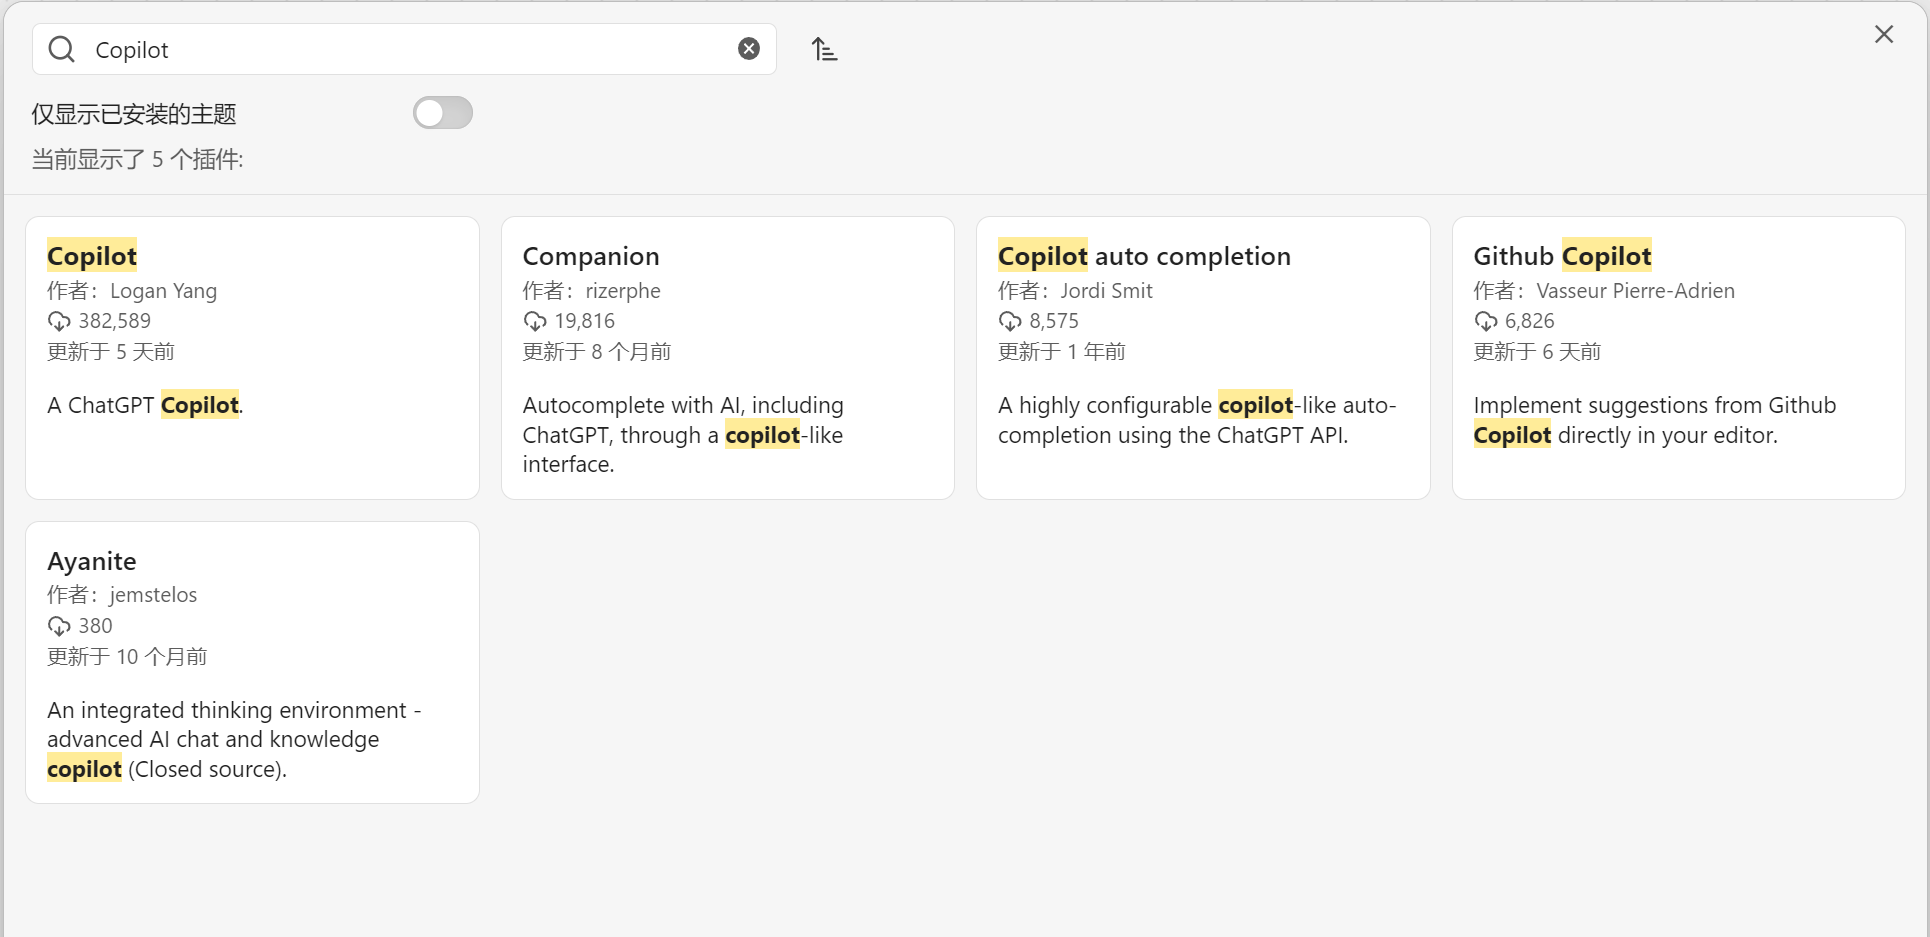 Copilot
仅显示已安装的主题
当前显示了 5 个插件:
Copilot
作者：Logan Yang
382,589
更新于 5 天前
A ChatGPT Copilot.
Companion
作者：rizerphe
19,816
更新于 8 个月前
Autocomplete with AI, including
ChatGPT, through a copilot-like
interface.
Copilot auto completion
作者：Jordi Smit
8,575
更新于 1 年前
A highly configurable copilot-like auto-
completion using the ChatGPT API.
Github Copilot
作者：Vasseur Pierre-Adrien
6,826
更新于 6 天前
Implement suggestions from Github
Copilot directly in your editor.
Ayanite
作者：jemstelos
380
更新于 10 个月前
An integrated thinking environment -
advanced AI chat and knowledge
copilot (Closed source).